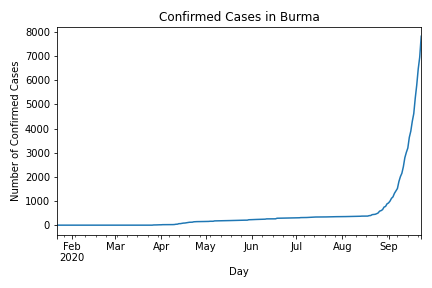 Confirmed Cases in Burma
Number of Confirmed Cases
8000
7000
6000
5000
4000
3000
2000
1000
0
Feb Mar Apr May Jun Jul Aug Sep
2020
Day